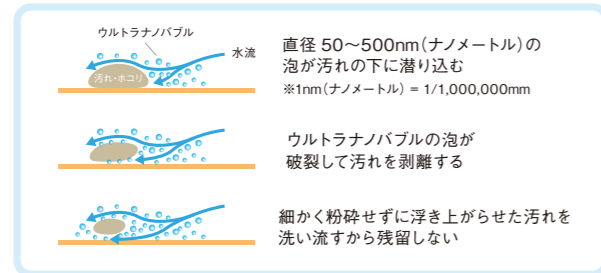 ウルトラナノバブル
水流
汚れ・ホコリ
直径 50〜500nm（ナノメートル）の
泡が汚れの下に潜り込む
※1nm（ナノメートル）= 1/1,000,000mm
ウルトラナノバブルの泡が
破裂して汚れを剥離する
細かく粉砕せずに浮き上がらせた汚れを
洗い流すから残留しない